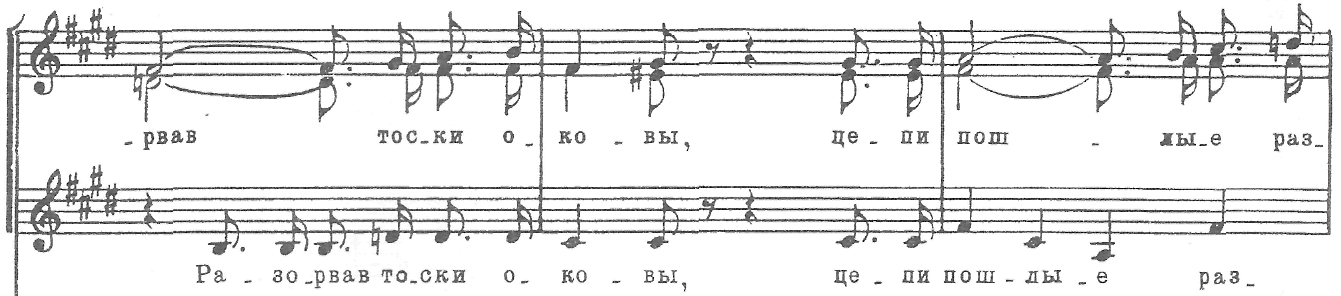 -рвав тос-ки о-ко-вы, це-пи пош-лы-е раз-
Ра-зо-рвав то-ски о-ко-вы, це-пи пош-лы-е раз-